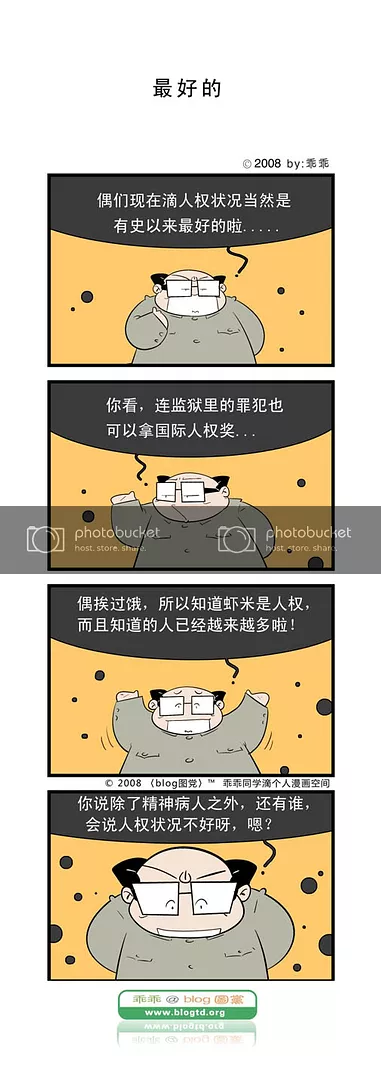 最好的
© 2008 by:乖乖
偶们现在滴人权状况当然是
有史以来最好的啦.....
你看，连监狱里的罪犯也
可以拿国际人权奖...
photobucket
host. store. share.
photobucket
host. store. share.
偶挨过饿，所以知道虾米是人权，
而且知道的人已经越来越多啦！
© 2008 〈blog图党〉™ 乖乖同学滴个人漫画空间
你说除了精神病人之外，还有谁，
会说人权状况不好呀，嗯？
乖乖 @ blog 图党
www.blogtd.org